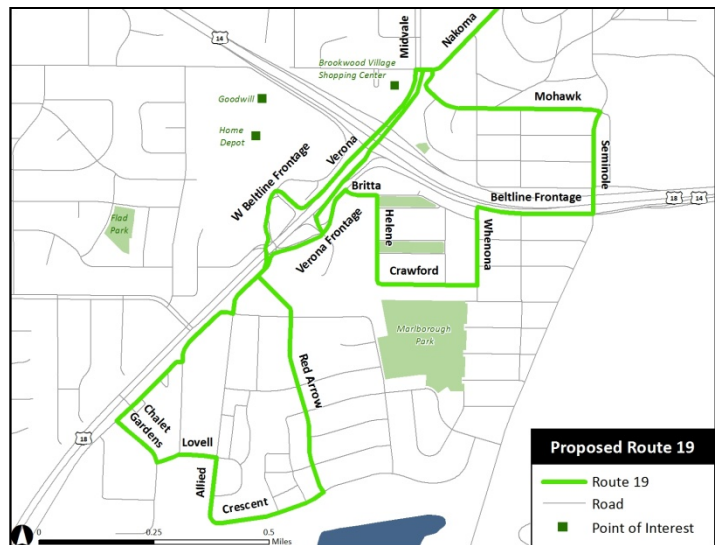 14
Midvale
Nakoma
Brookwood Village
Shopping Center
Goodwill
Home
Depot
Mohawk
Verona
W Beltline Frontage
Seminole
Britta
Beltline Frontage
18 14
Flad
Park
Helene
Whenona
Verona Frontage
Crawford
Marlborough
Park
Red Arrow
Chalet
Gardens
18
Lovell
Allied
Crescent
Proposed Route 19
Route 19
Road
Point of Interest
0 0.25 0.5
Miles